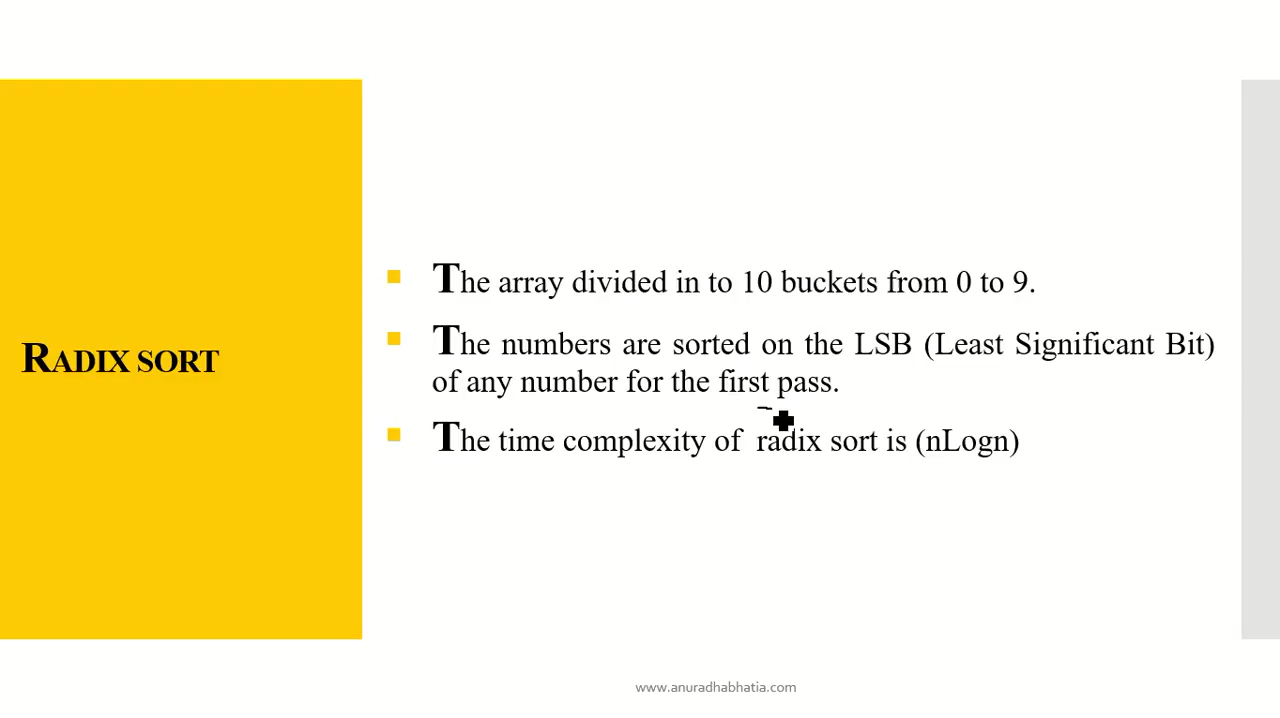 RADIX SORT
The array divided in to 10 buckets from 0 to 9.
The numbers are sorted on the LSB (Least Significant Bit)
of any number for the first pass.
The time complexity of radix sort is (nLogn)
www.anuradhabhatia.com